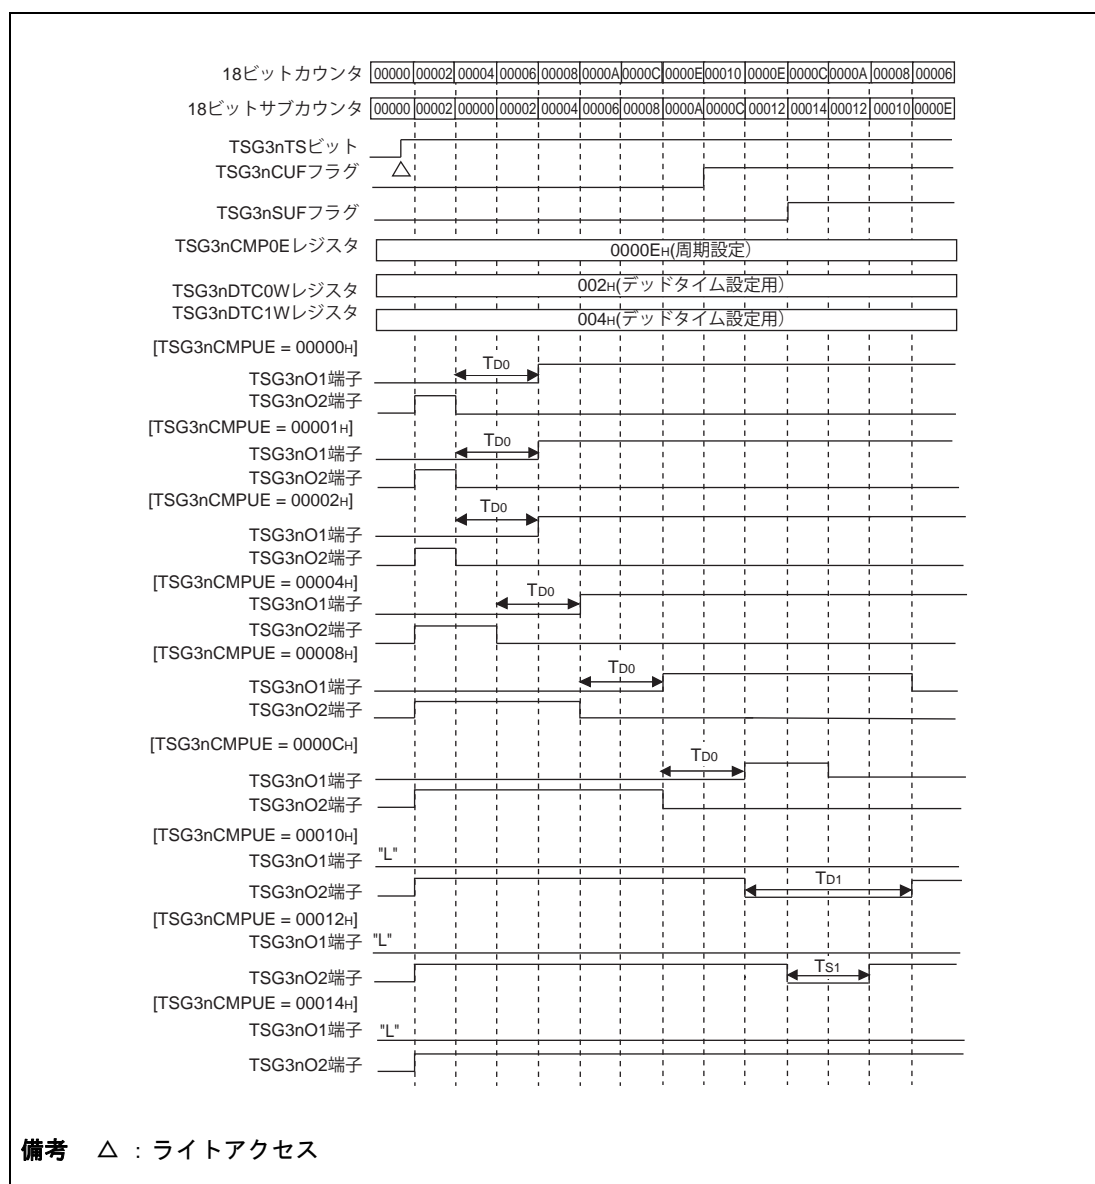 18ビットカウンタ 00000 00002 00004 00006 00008 0000A 0000C 0000E 00010 0000E 0000C 0000A 00008 00006
18ビットサブカウンタ 00000 00002 00000 00002 00004 00006 00008 0000A 0000C 00012 00014 00012 00010 0000E
TSG3nTSビット
TSG3nCUFフラグ △
TSG3nSUFフラグ
TSG3nCMP0Eレジスタ 0000EH(周期設定)
TSG3nDTC0Wレジスタ 002H(デッドタイム設定用)
TSG3nDTC1Wレジスタ 004H(デッドタイム設定用)
[TSG3nCMPUE = 00000H]
TD0
TSG3nO1端子
TSG3nO2端子
[TSG3nCMPUE = 00001H]
TD0
TSG3nO1端子
TSG3nO2端子
[TSG3nCMPUE = 00002H]
TD0
TSG3nO1端子
TSG3nO2端子
[TSG3nCMPUE = 00004H]
TD0
TSG3nO1端子
TSG3nO2端子
[TSG3nCMPUE = 00008H]
TD0
TSG3nO1端子
TSG3nO2端子
[TSG3nCMPUE = 0000CH]
TD0
TSG3nO1端子
TSG3nO2端子
[TSG3nCMPUE = 00010H]
TSG3nO1端子 "L"
TSG3nO2端子 TD1
[TSG3nCMPUE = 00012H]
TSG3nO1端子 "L"
TSG3nO2端子 TS1
[TSG3nCMPUE = 00014H]
TSG3nO1端子 "L"
TSG3nO2端子
備考 △ : ライトアクセス